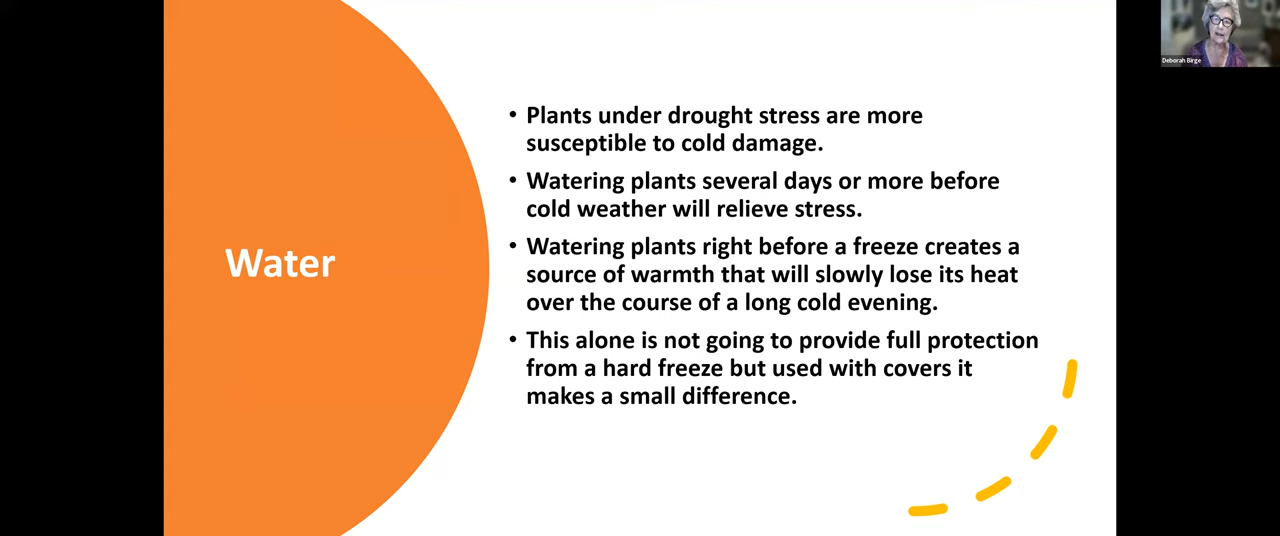 Water
• Plants under drought stress are more
susceptible to cold damage.
• Watering plants several days or more before
cold weather will relieve stress.
• Watering plants right before a freeze creates a
source of warmth that will slowly lose its heat
over the course of a long cold evening.
• This alone is not going to provide full protection
from a hard freeze but used with covers it
makes a small difference.
Deborah Birge